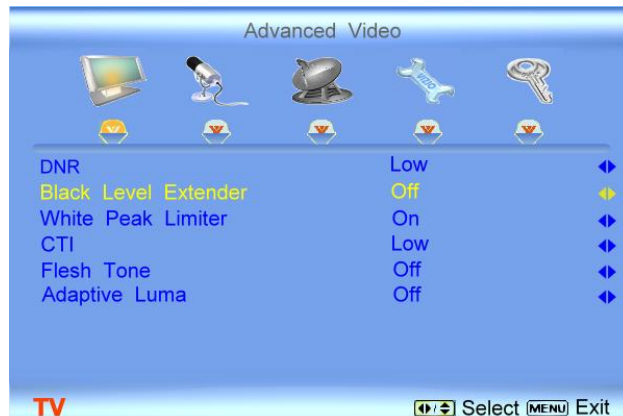 Advanced Video
VIZIO
DNR Low
Black Level Extender Off
White Peak Limiter On
CTI Low
Flesh Tone Off
Adaptive Luma Off
TV Select MENU Exit